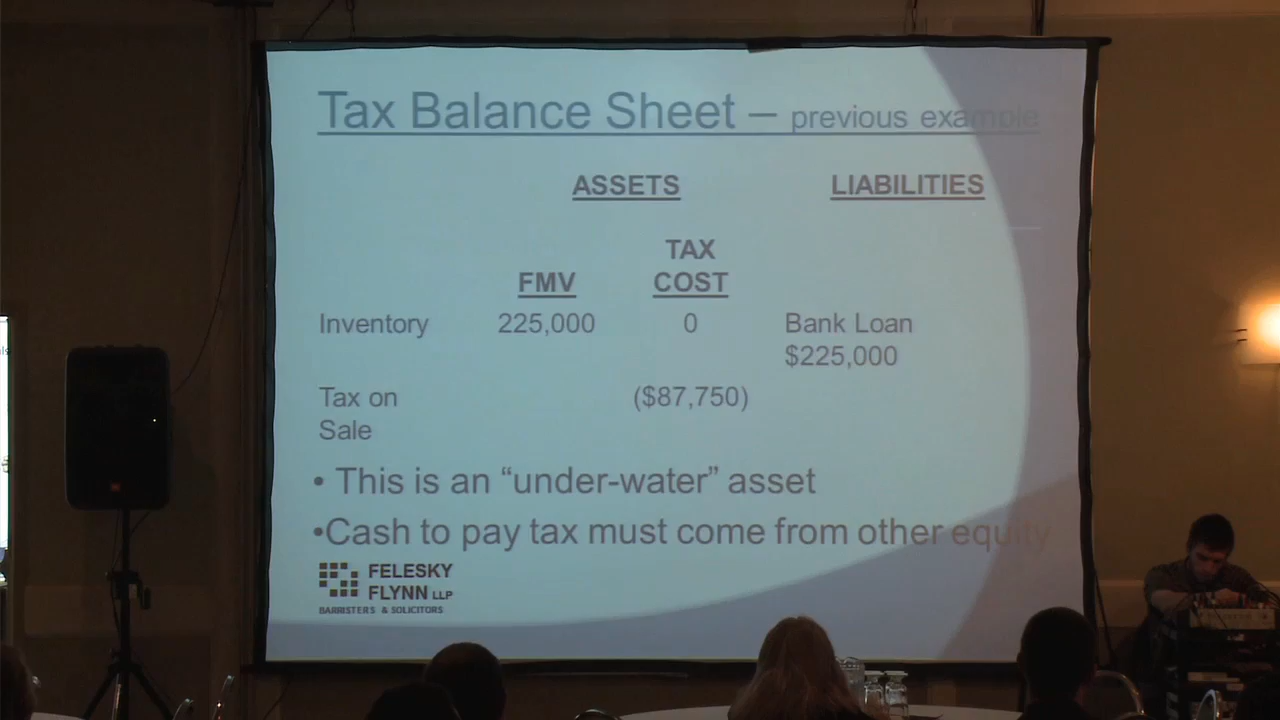 Tax Balance Sheet – previous example
ASSETS LIABILITIES
TAX
FMV COST
Inventory 225,000 0 Bank Loan
$225,000
Tax on ($87,750)
Sale
• This is an “under-water” asset
•Cash to pay tax must come from other equity
FELESKY
FLYNN LLP
BARRISTERS & SOLICITORS